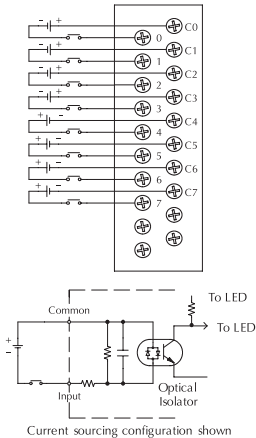 - + C0
0
- + C1
1
- + C2
2
- + C3
3
+ - C4
4
+ - C5
5
+ - C6
6
+ - C7
7
To LED
Common
To LED
+
-
Optical
Isolator
Input
Current sourcing configuration shown